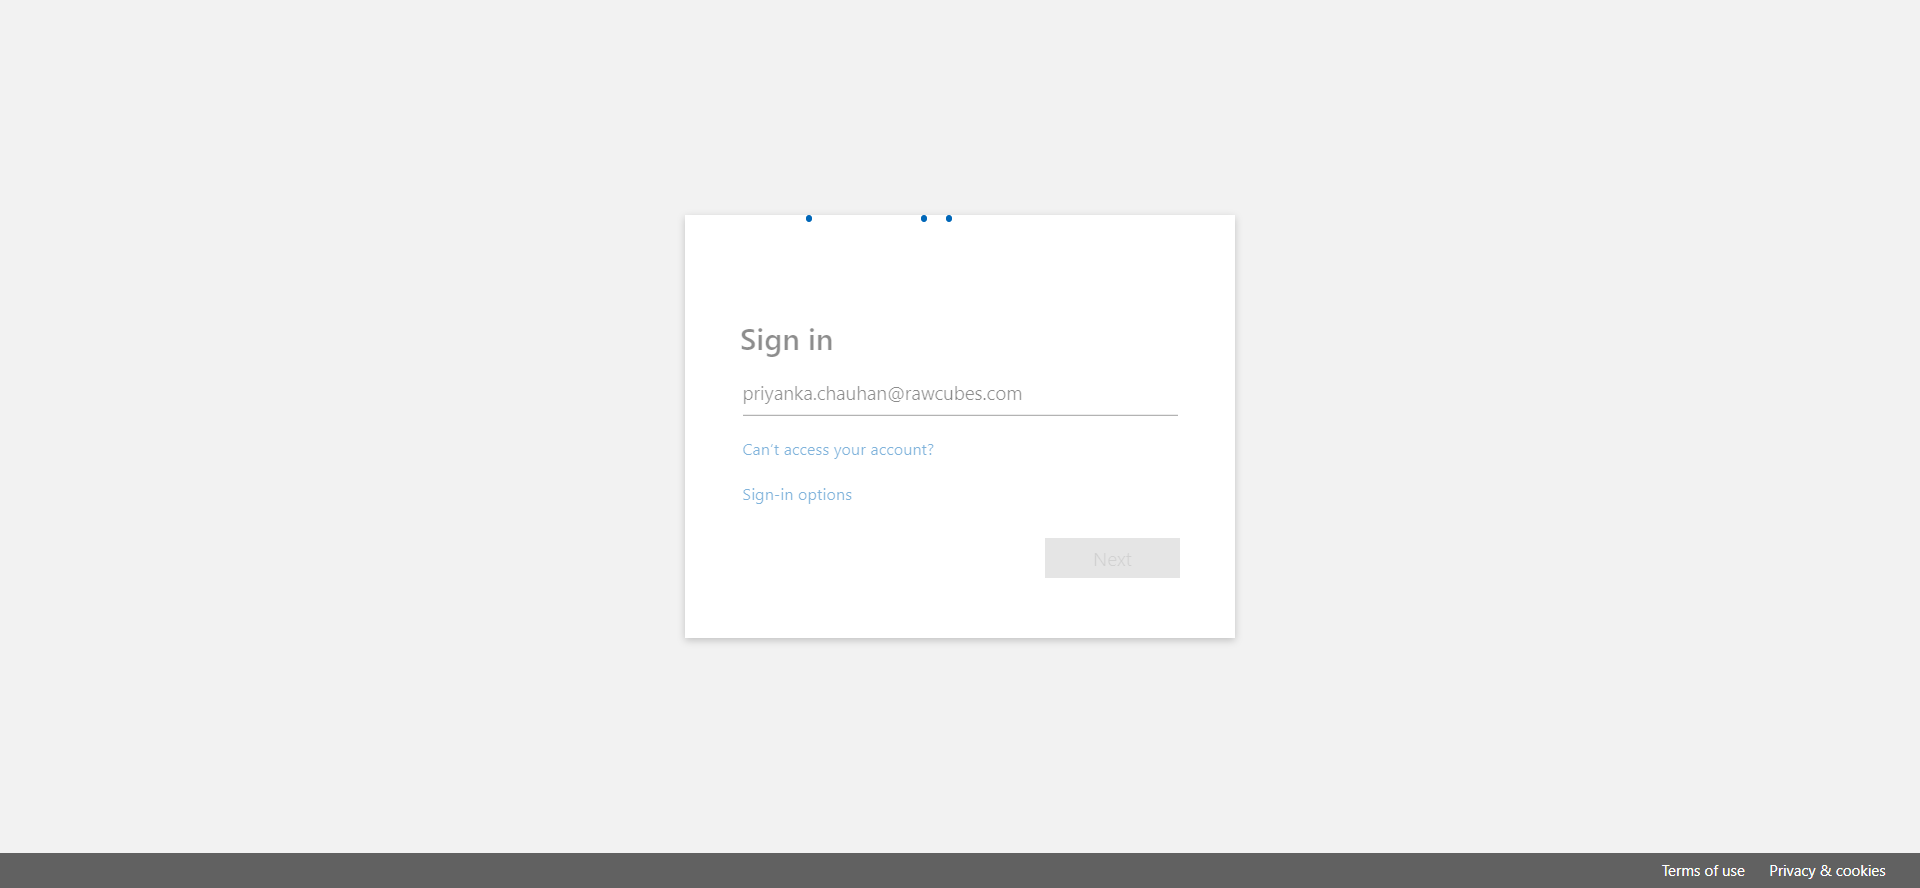 Sign in
priyanka.chauhan@rawcubes.com
Can't access your account?
Sign-in options
Next
Terms of use Privacy & cookies